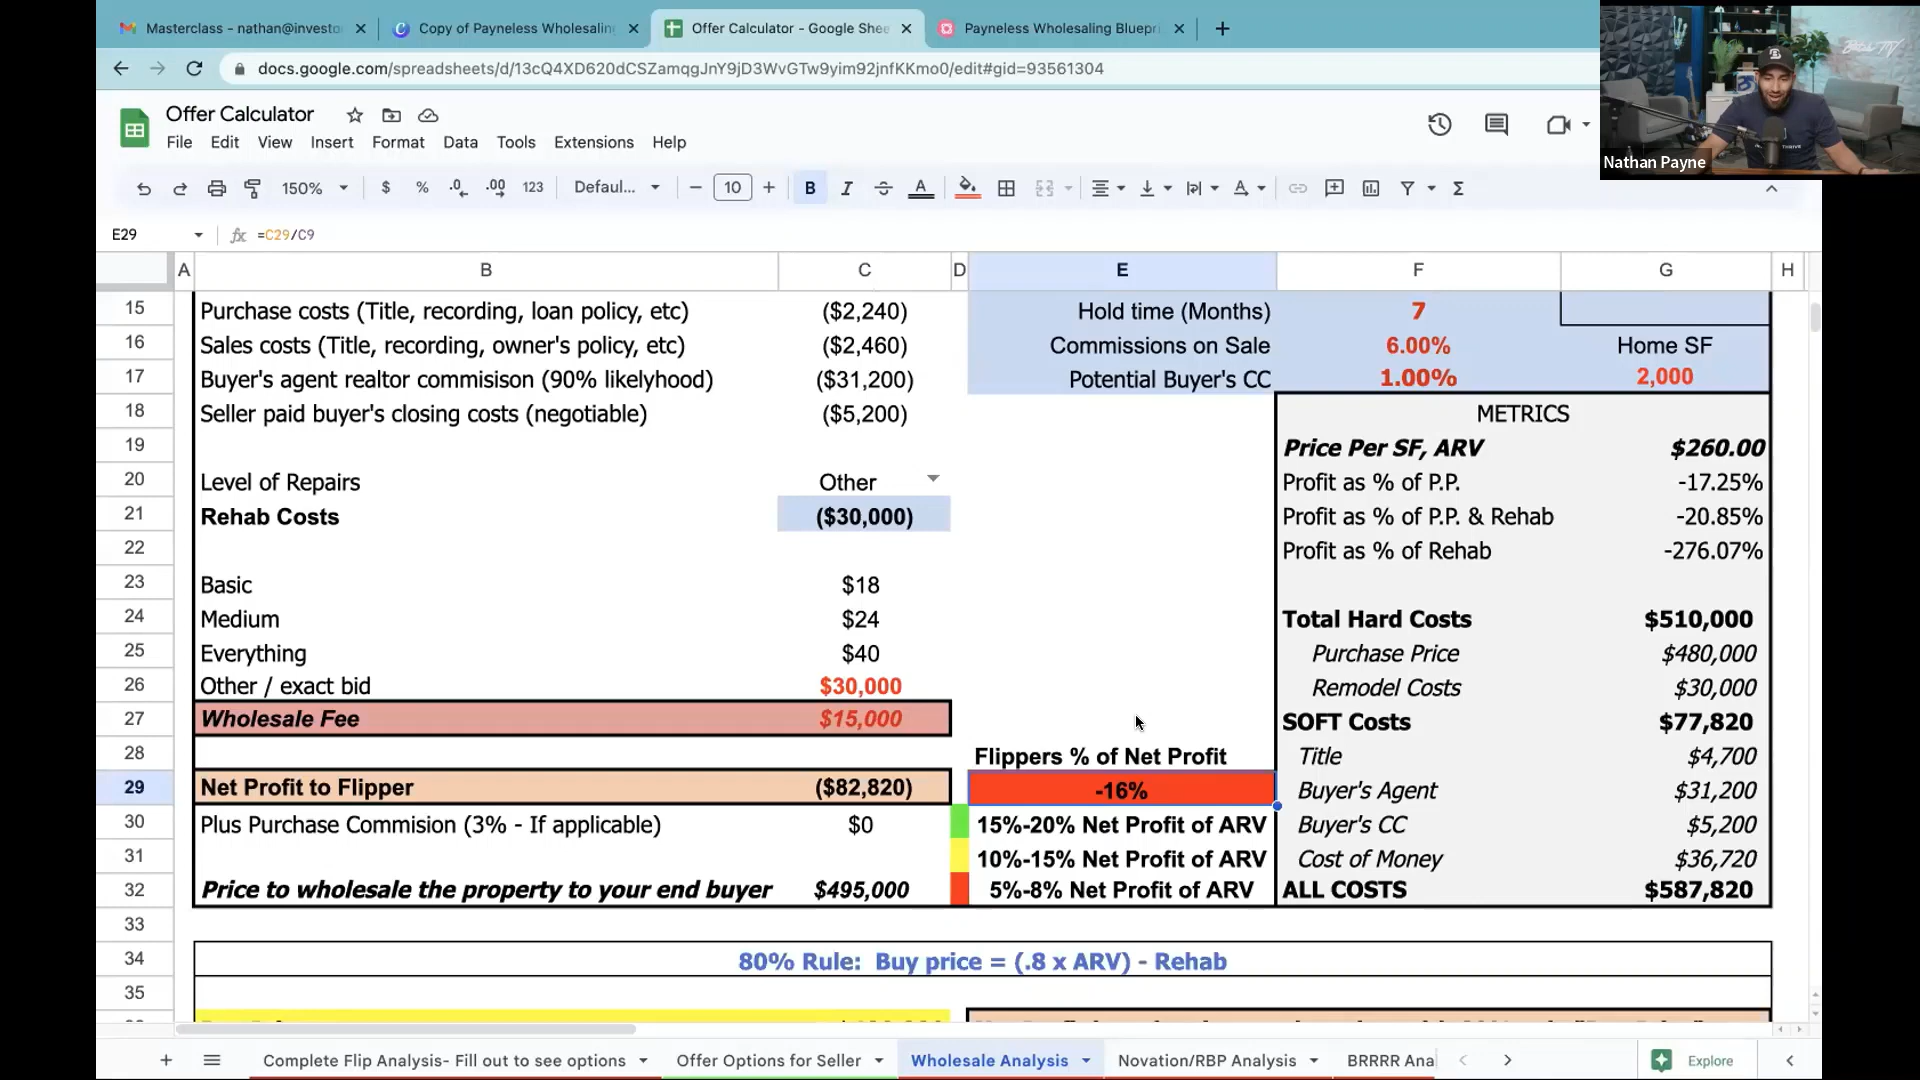 Masterclass - nathan@investo
Copy of Payneless Wholesalin
Offer Calculator - Google Shee
Payneless Wholesaling Bluepri
docs.google.com/spreadsheets/d/13cQ4XD620dCSZamqgJnY9jD3WvGTw9yim92jnfKKmo0/edit#gid=93561304
Nathan Payne
Offer Calculator
File Edit View Insert Format Data Tools Extensions Help
150% $ % .0 .00 123 Defaul... 10 B I A
E29 fx =C29/C9
A B C D E F G H
15 Purchase costs (Title, recording, loan policy, etc) ($2,240) Hold time (Months) 7
16 Sales costs (Title, recording, owner's policy, etc) ($2,460) Commissions on Sale 6.00% Home SF
17 Buyer's agent realtor commisison (90% likelyhood) ($31,200) Potential Buyer's CC 1.00% 2,000
18 Seller paid buyer's closing costs (negotiable) ($5,200) METRICS
19 Price Per SF, ARV $260.00
20 Level of Repairs Other Profit as % of P.P. -17.25%
21 Rehab Costs ($30,000) Profit as % of P.P. & Rehab -20.85%
22 Profit as % of Rehab -276.07%
23 Basic $18
24 Medium $24 Total Hard Costs $510,000
25 Everything $40 Purchase Price $480,000
26 Other / exact bid $30,000 Remodel Costs $30,000
27 Wholesale Fee $15,000 SOFT Costs $77,820
28 Flippers % of Net Profit Title $4,700
29 Net Profit to Flipper ($82,820) -16% Buyer's Agent $31,200
30 Plus Purchase Commision (3% - If applicable) $0 15%-20% Net Profit of ARV Buyer's CC $5,200
31 10%-15% Net Profit of ARV Cost of Money $36,720
32 Price to wholesale the property to your end buyer $495,000 5%-8% Net Profit of ARV ALL COSTS $587,820
33
34 80% Rule: Buy price = (.8 x ARV) - Rehab
35
Complete Flip Analysis- Fill out to see options Offer Options for Seller Wholesale Analysis Novation/RBP Analysis BRRRR Ana Explore